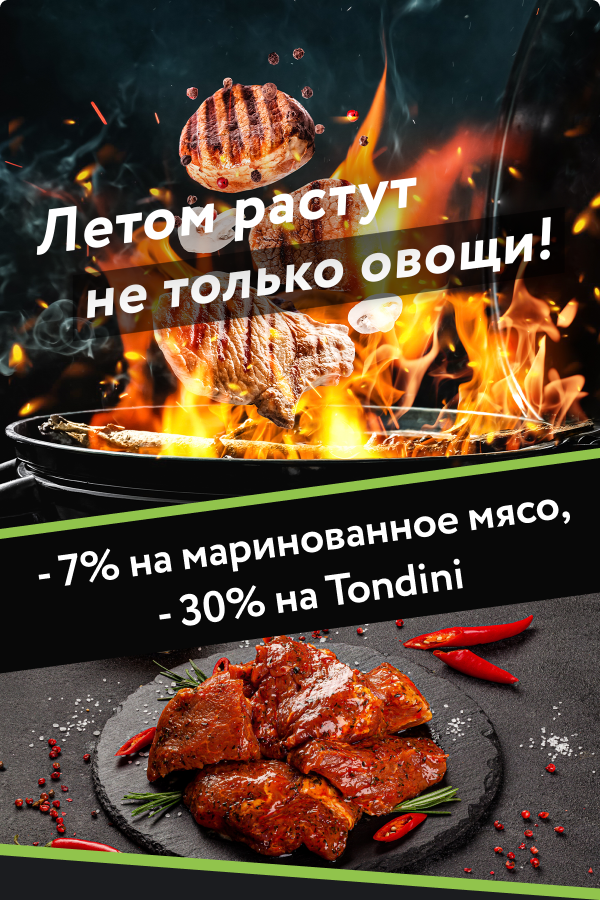 Летом растут
не только овощи!
- 7% на маринованное мясо,
- 30% на Tondini